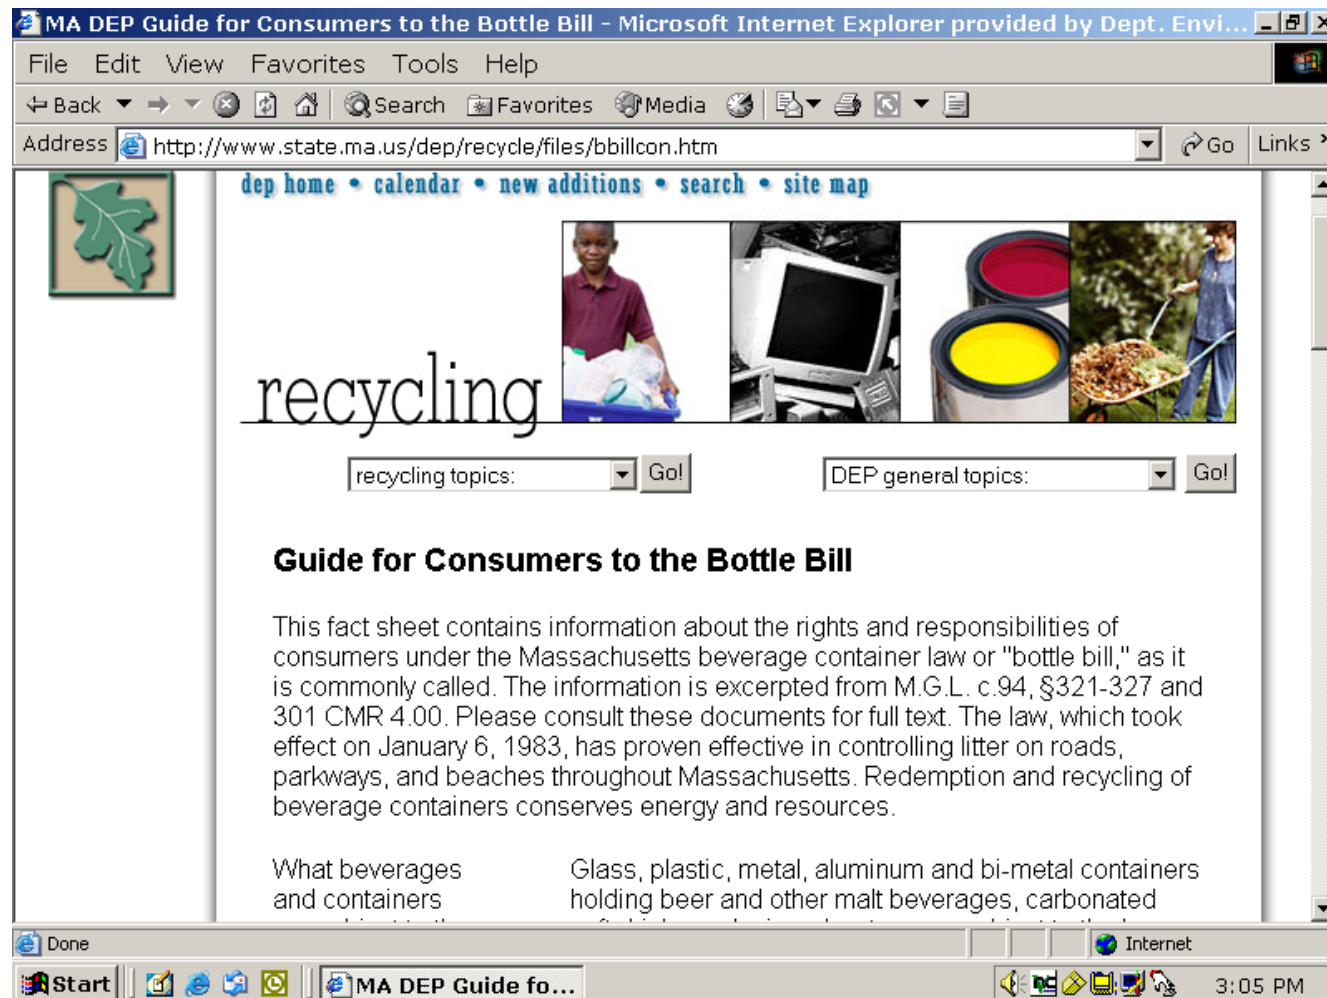 MA DEP Guide for Consumers to the Bottle Bill - Microsoft Internet Explorer provided by Dept. Envi...
File Edit View Favorites Tools Help
Back Search Favorites Media
Address http://www.state.ma.us/dep/recycle/files/bbillcon.htm Go Links
dep home • calendar • new additions • search • site map
recycling
recycling topics: Go! DEP general topics: Go!
Guide for Consumers to the Bottle Bill
This fact sheet contains information about the rights and responsibilities of
consumers under the Massachusetts beverage container law or "bottle bill," as it
is commonly called. The information is excerpted from M.G.L. c.94, §321-327 and
301 CMR 4.00. Please consult these documents for full text. The law, which took
effect on January 6, 1983, has proven effective in controlling litter on roads,
parkways, and beaches throughout Massachusetts. Redemption and recycling of
beverage containers conserves energy and resources.
What beverages
and containers
Glass, plastic, metal, aluminum and bi-metal containers
holding beer and other malt beverages, carbonated
Done Internet
Start MA DEP Guide fo... 3:05 PM